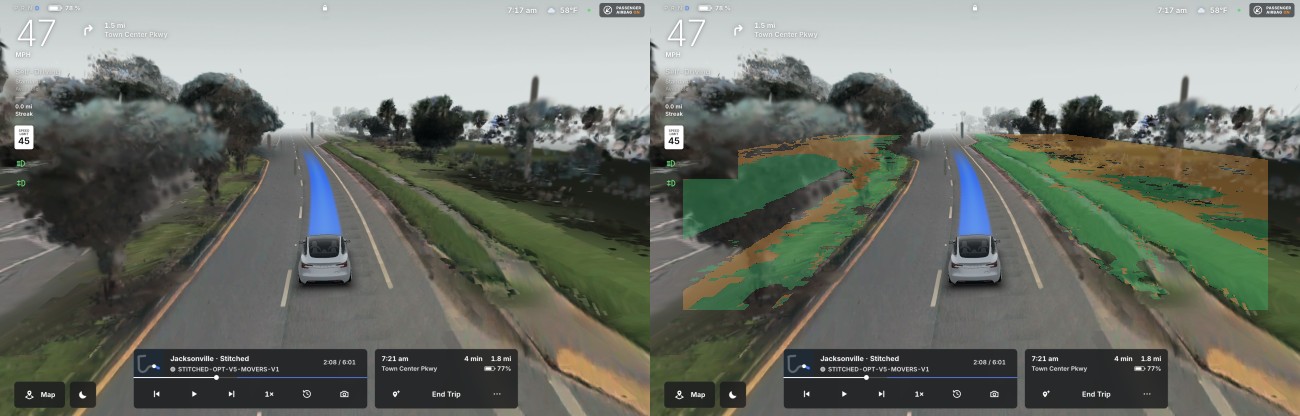 78 %
7:17 am
58°F
PASSENGER
AIRBAG ON
47
MPH
1.5 mi
Town Center Pkwy
0.0 mi
Streak
SPEED
LIMIT
45
Jacksonville · Stitched
2:08 / 6:01
STITCHED-OPT-V5-MOVERS-V1
1×
7:21 am
4 min
1.8 mi
Town Center Pkwy
77%
End Trip
Map
78 %
7:17 am
58°F
PASSENGER
AIRBAG ON
47
MPH
1.5 mi
Town Center Pkwy
0.0 mi
Streak
SPEED
LIMIT
45
Jacksonville · Stitched
2:08 / 6:01
STITCHED-OPT-V5-MOVERS-V1
1×
7:21 am
4 min
1.8 mi
Town Center Pkwy
77%
End Trip
Map